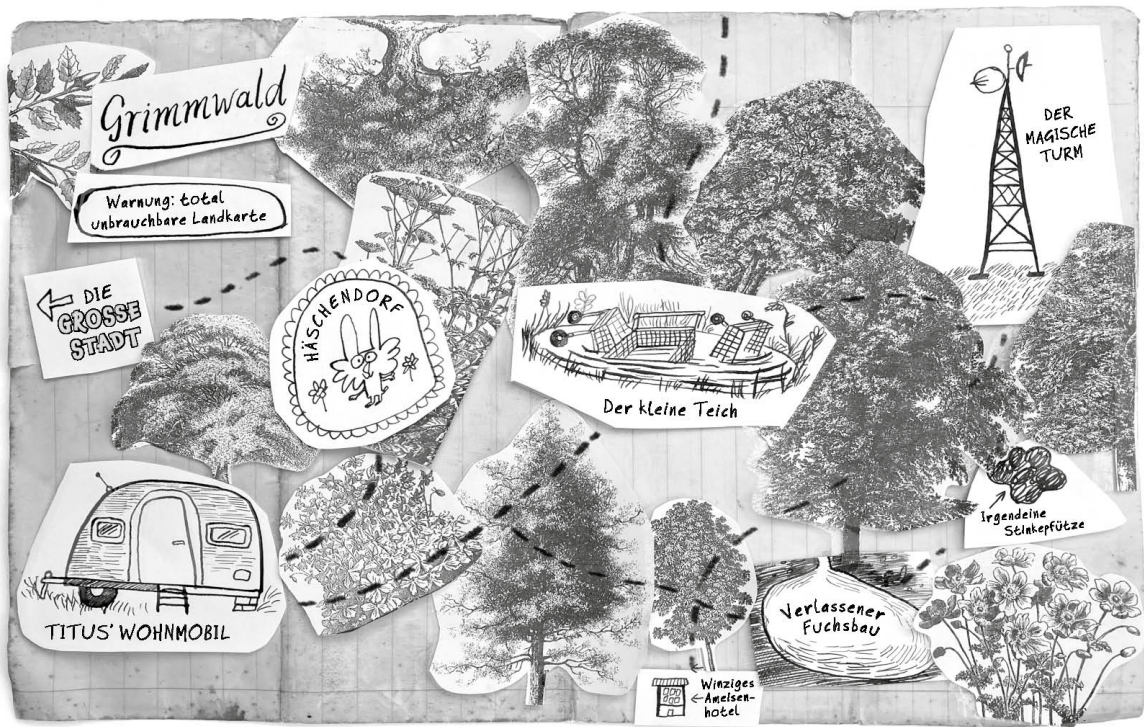 Grimmwald
Warnung: total
unbrauchbare Landkarte
DER
MAGISCHE
TURM
DIE
GROSSE
STADT
HÄSCHENDORF
Der kleine Teich
Irgendeine
Stinkepfütze
TITUS' WOHNMOBIL
Verlassener
Fuchsbau
Winziges
Ameisen-
hotel